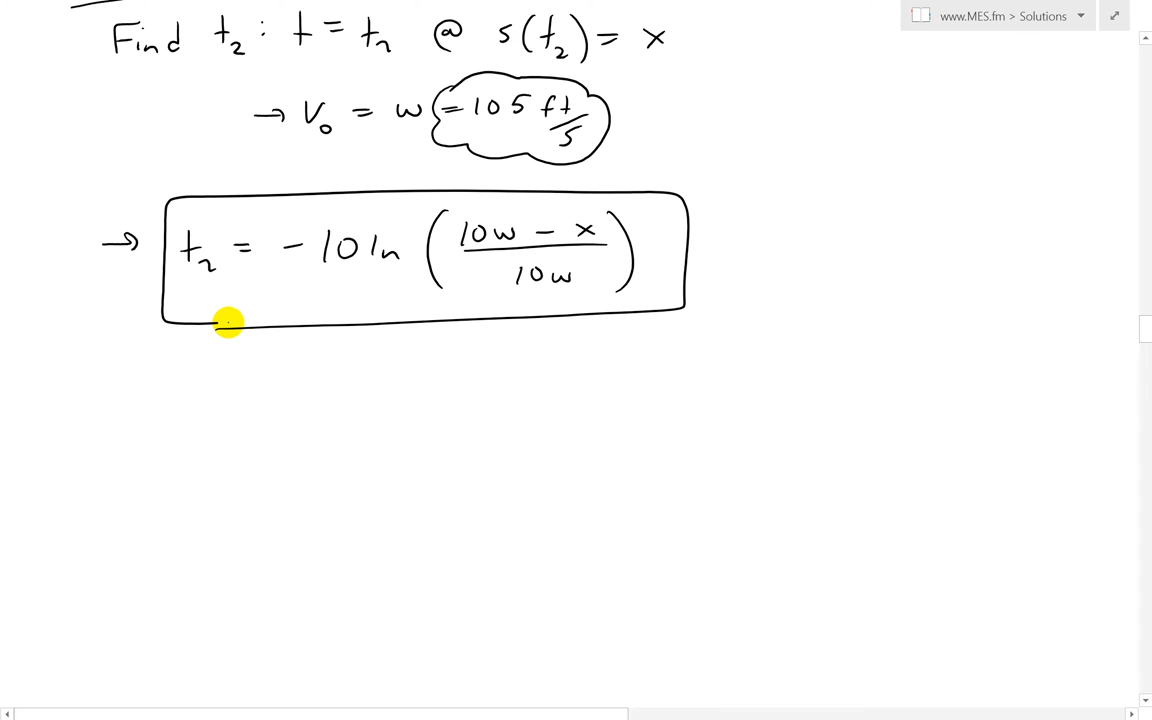 www.MES.fm > Solutions
Find t₂ : t = t₂ @ s(t₂) = x
→ V₀ = w = 105 ft/s
→ t₂ = - 10 ln ( (10w - x) / 10w )